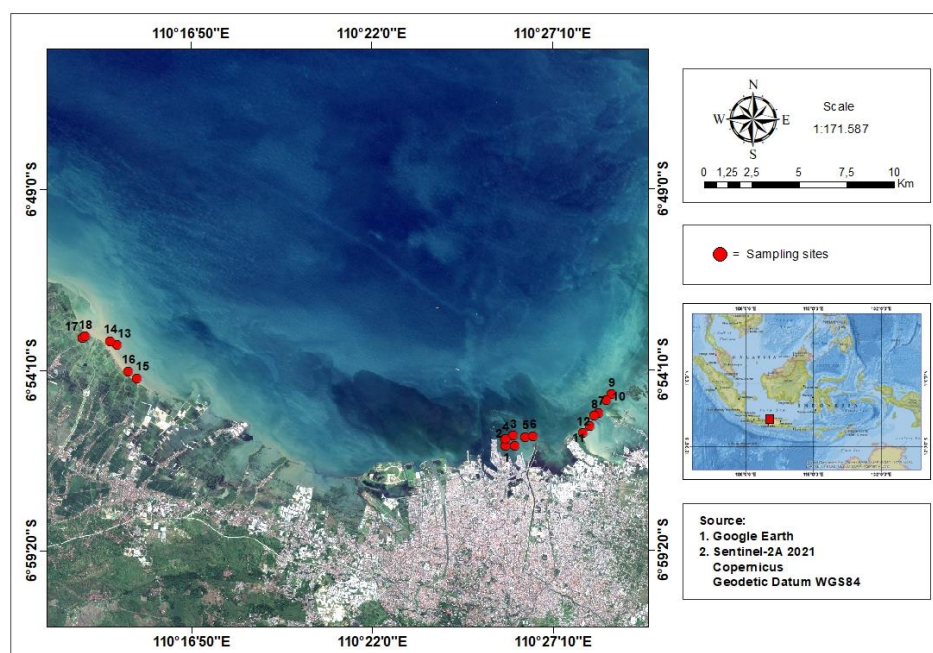 110°16'50"E 110°22'0"E 110°27'10"E
6°49'0"S
6°54'10"S
6°59'20"S
17 18
14 13
16
15
9
10
8
12
11
4 3
5 6
1
110°16'50"E 110°22'0"E 110°27'10"E
6°49'0"S
6°54'10"S
6°59'20"S
N
W E
S
Scale
1:171.587
0 1,25 2,5 5 7,5 10
Km
= Sampling sites
Source:
1. Google Earth
2. Sentinel-2A 2021
Copernicus
Geodetic Datum WGS84